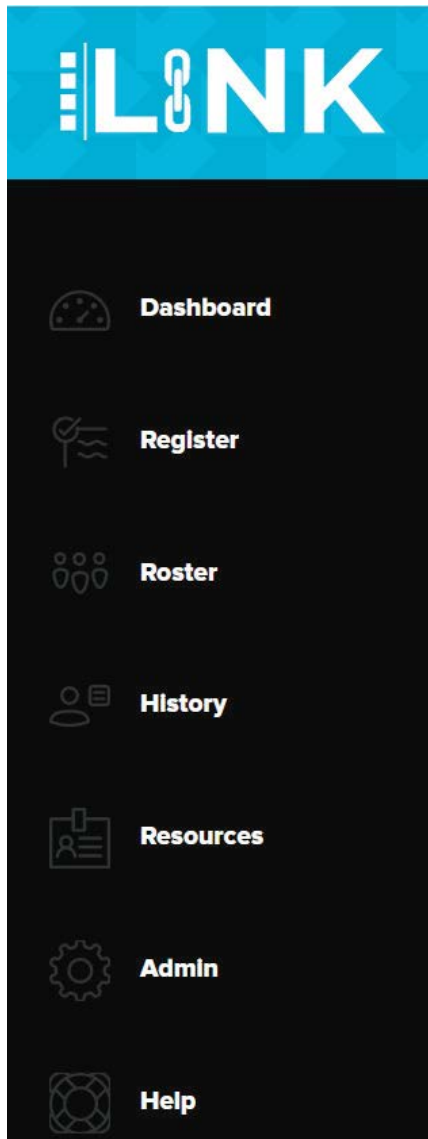 LINK
Dashboard
Register
Roster
History
Resources
Admin
Help